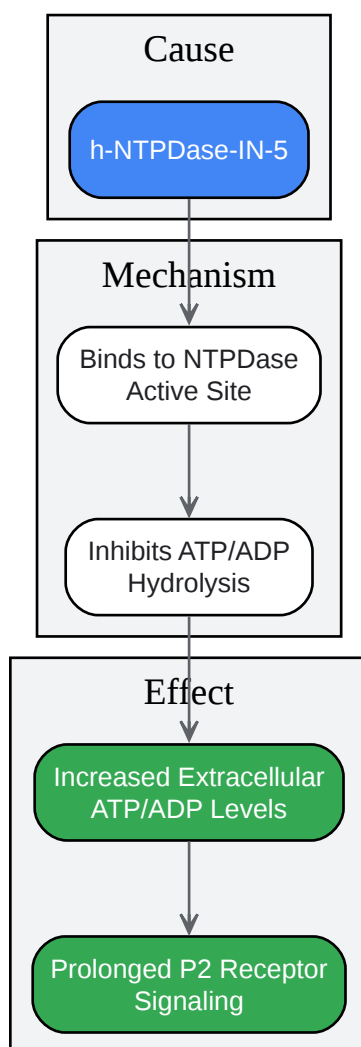 Cause
h-NTPDase-IN-5
Mechanism
Binds to NTPDase
Active Site
Inhibits ATP/ADP
Hydrolysis
Effect
Increased Extracellular
ATP/ADP Levels
Prolonged P2 Receptor
Signaling